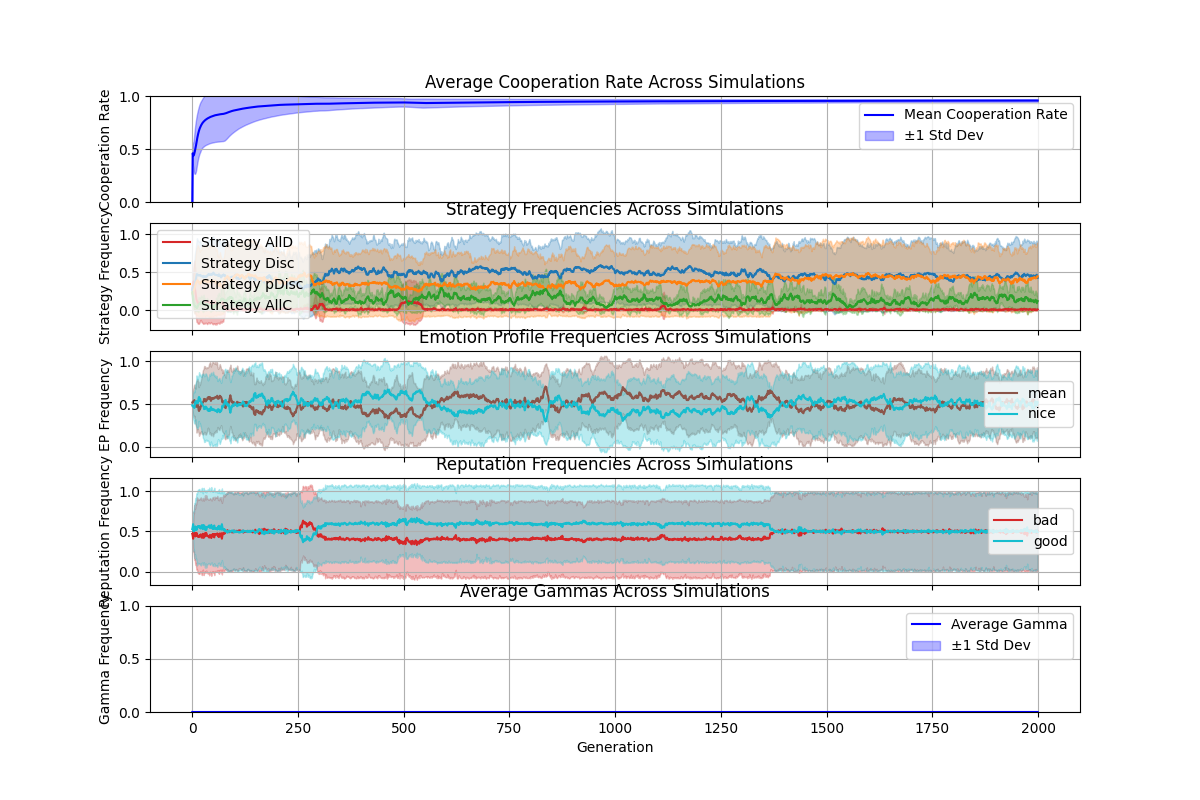 Average Cooperation Rate Across Simulations
Cooperation Rate
1.0
0.5
0.0
Mean Cooperation Rate
±1 Std Dev
Strategy Frequencies Across Simulations
Strategy Frequency
1.0
0.5
0.0
Strategy AllD
Strategy Disc
Strategy pDisc
Strategy AllC
Emotion Profile Frequencies Across Simulations
EP Frequency
1.0
0.5
0.0
mean
nice
Reputation Frequencies Across Simulations
Reputation Frequency
1.0
0.5
0.0
bad
good
Average Gammas Across Simulations
Gamma Frequency
1.0
0.5
0.0
Average Gamma
±1 Std Dev
0 250 500 750 1000 1250 1500 1750 2000
Generation